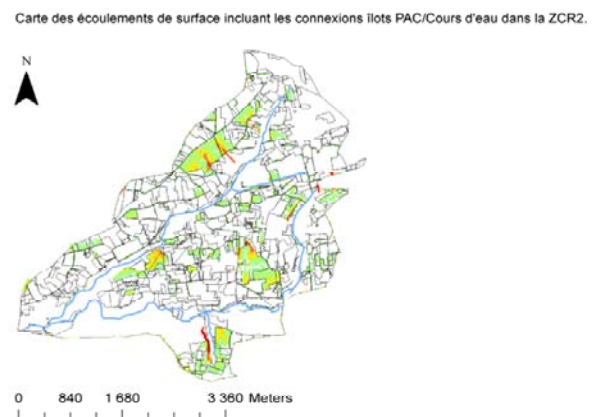 Carte des écoulements de surface incluant les connexions îlots PAC/Cours d'eau dans la ZCR2.
N
0 840 1 680 3 360 Meters